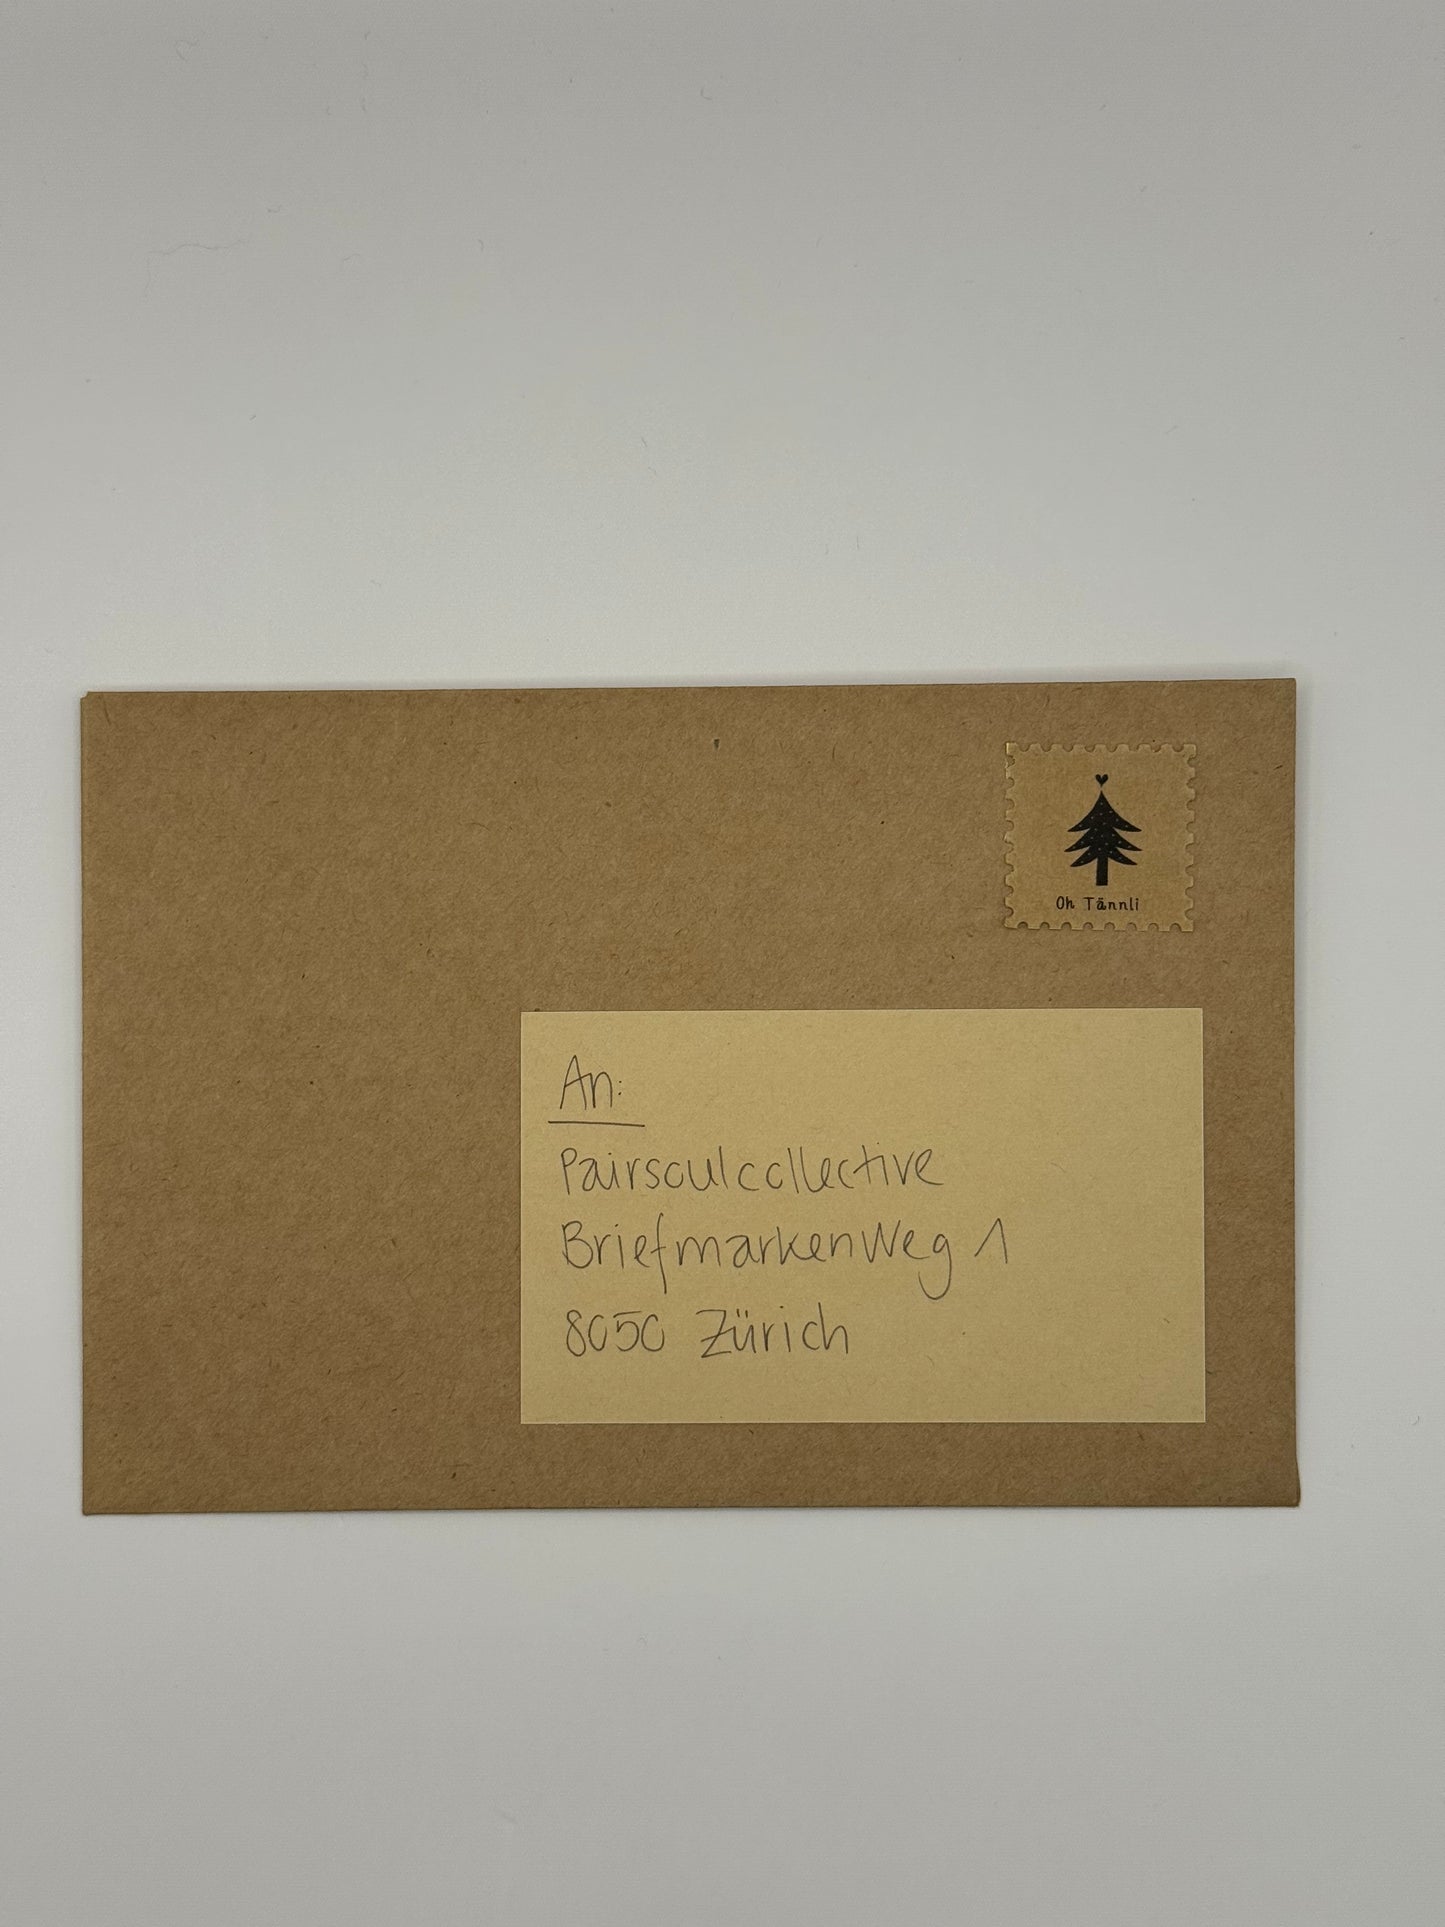 Oh Tännli
An:
Pairsoulcollective
Briefmarkenweg 1
8050 Zürich